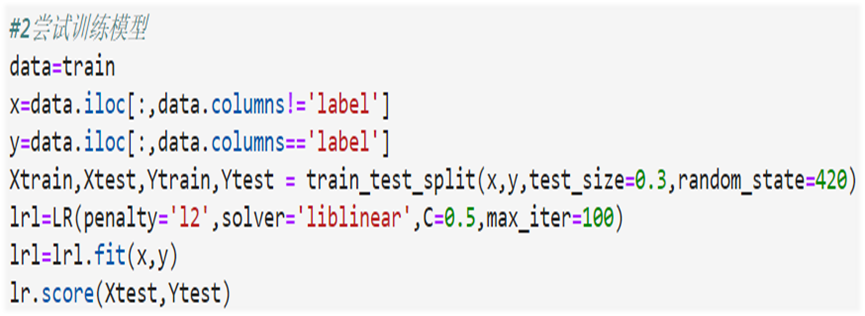 #2尝试训练模型
data=train
x=data.iloc[:,data.columns!='label']
y=data.iloc[:,data.columns=='label']
Xtrain,Xtest,Ytrain,Ytest = train_test_split(x,y,test_size=0.3,random_state=420)
lrl=LR(penalty='l2',solver='liblinear',C=0.5,max_iter=100)
lrl=lrl.fit(x,y)
lr.score(Xtest,Ytest)